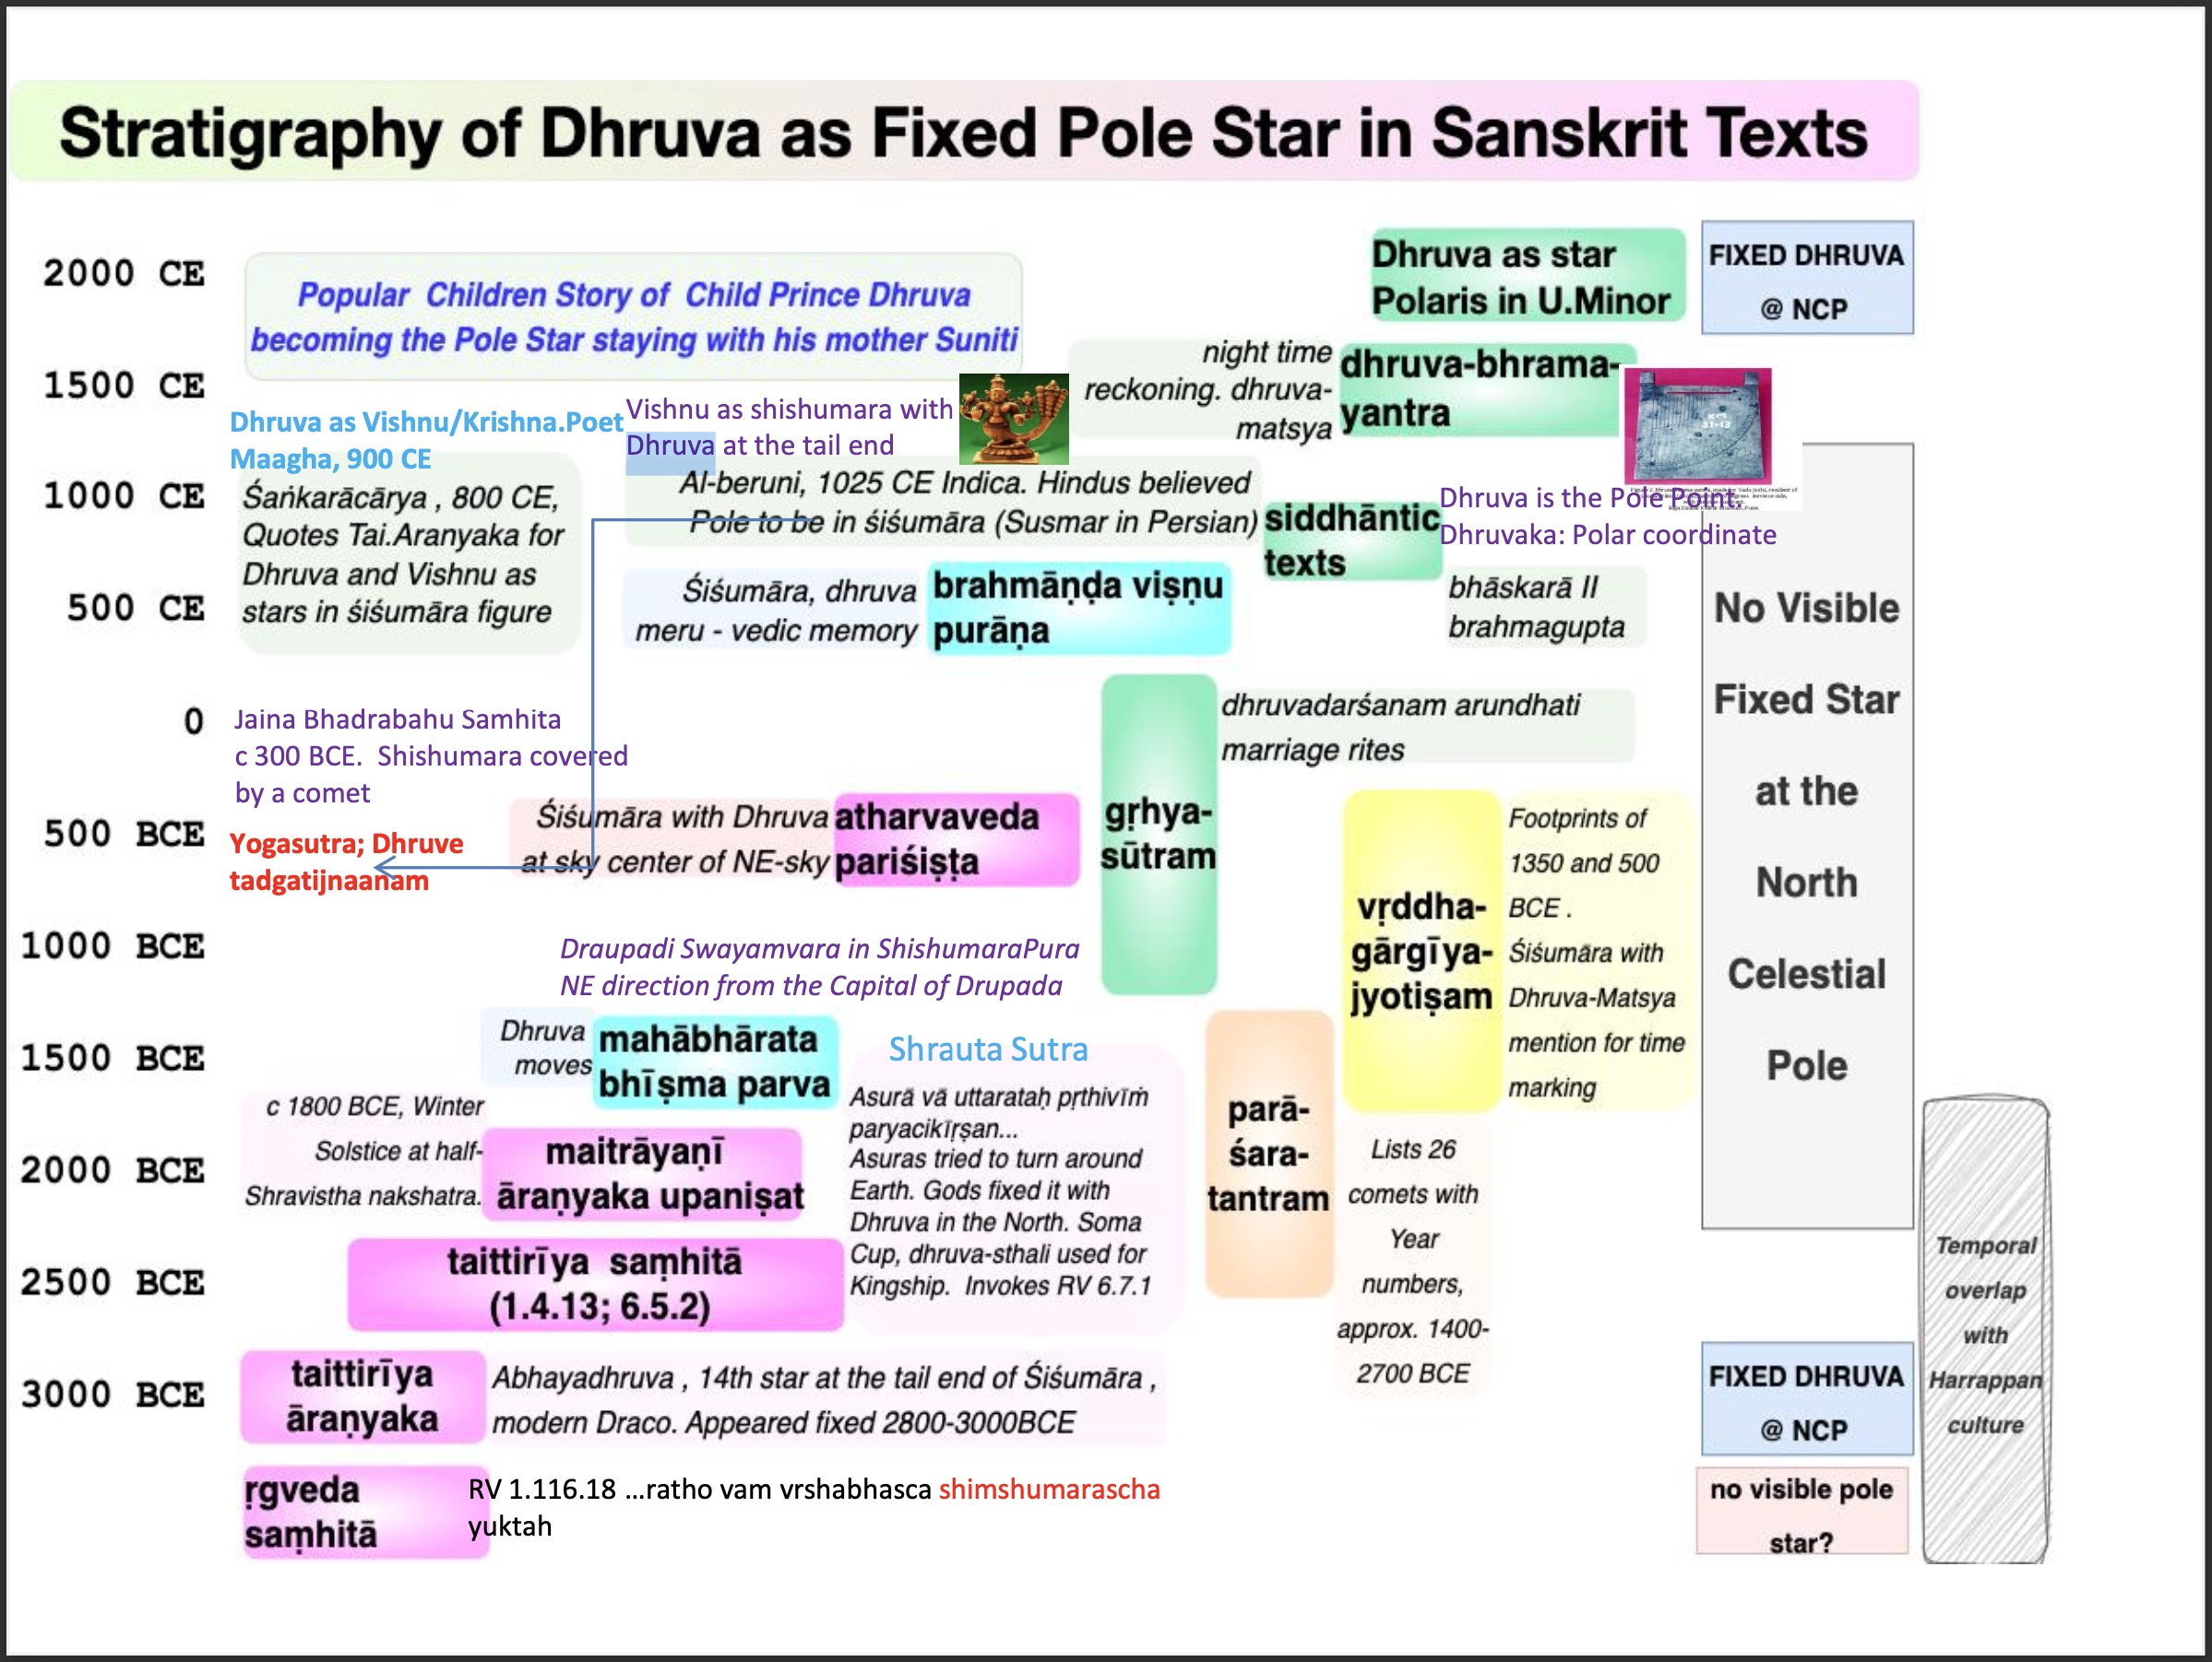 Stratigraphy of Dhruva as Fixed Pole Star in Sanskrit Texts
2000 CE
Popular Children Story of Child Prince Dhruva
becoming the Pole Star staying with his mother Suniti
Dhruva as star
Polaris in U.Minor
FIXED DHRUVA
@ NCP
1500 CE
night time
reckoning. dhruva-
matsya
dhruva-bhrama-
yantra
Dhruva as Vishnu/Krishna.Poet
Maagha, 900 CE
Vishnu as shishumara with
Dhruva at the tail end
1000 CE
Śaṅkarācārya , 800 CE,
Quotes Tai.Aranyaka for
Dhruva and Vishnu as
stars in śiśumāra figure
Al-beruni, 1025 CE Indica. Hindus believed
Pole to be in śiśumāra (Susmar in Persian)
siddhāntic
texts
Dhruva is the Pole Point.
Dhruvaka: Polar coordinate
500 CE
Śiśumāra, dhruva
meru - vedic memory
brahmāṇḍa viṣṇu
purāṇa
bhāskarā II
brahmagupta
No Visible
Fixed Star
at the
North
Celestial
Pole
0
Jaina Bhadrabahu Samhita
c 300 BCE. Shishumara covered
by a comet
gṛhya-
sūtram
dhruvadarśanam arundhati
marriage rites
500 BCE
Yogasutra; Dhruve
tadgatijnaanam
Śiśumāra with Dhruva
at sky center of NE-sky
atharvaveda
pariśiṣṭa
vṛddha-
gārgīya-
jyotiṣam
Footprints of
1350 and 500
BCE .
Śiśumāra with
Dhruva-Matsya
mention for time
marking
1000 BCE
Draupadi Swayamvara in ShishumaraPura
NE direction from the Capital of Drupada
1500 BCE
Dhruva
moves
mahābhārata
bhīṣma parva
Shrauta Sutra
Asurā vā uttarataḥ pṛthivīṁ
paryacikīrṣan...
Asuras tried to turn around
Earth. Gods fixed it with
Dhruva in the North. Soma
Cup, dhruva-sthali used for
Kingship. Invokes RV 6.7.1
parā-
śara-
tantram
Lists 26
comets with
Year
numbers,
approx. 1400-
2700 BCE
c 1800 BCE, Winter
Solstice at half-
Shravistha nakshatra.
2000 BCE
maitrāyaṇī
āraṇyaka upaniṣat
2500 BCE
taittirīya saṃhitā
(1.4.13; 6.5.2)
Temporal
overlap
with
Harrappan
culture
3000 BCE
taittirīya
āraṇyaka
Abhayadhruva , 14th star at the tail end of Śiśumāra ,
modern Draco. Appeared fixed 2800-3000BCE
FIXED DHRUVA
@ NCP
ṛgveda
saṃhitā
RV 1.116.18 ...ratho vam vrshabhasca shimshumarascha
yuktah
no visible pole
star?